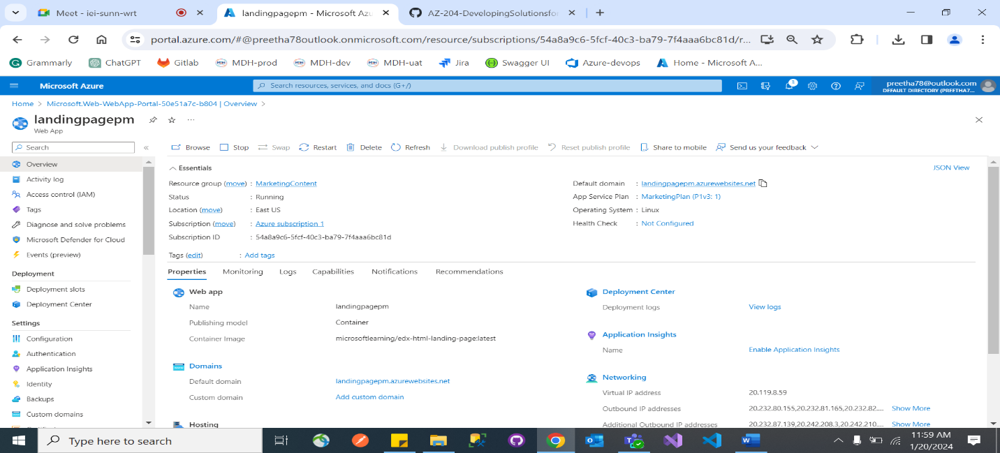 Meet - iei-sunn-wrt
landingpagepm - Microsoft Azu
AZ-204-DevelopingSolutionsfor
portal.azure.com/#@preetha78outlook.onmicrosoft.com/resource/subscriptions/54a8a9c6-5fcf-40c3-ba79-7f4aaa6bc81d/r...
Grammarly ChatGPT Gitlab MDH-prod MDH-dev MDH-uat Jira Swagger UI Azure-devops Home - Microsoft A...
Microsoft Azure
Search resources, services, and docs (G+/)
3
preetha78@outlook.com
DEFAULT DIRECTORY (PREETHA7...
Home > Microsoft.Web-WebApp-Portal-50e51a7c-b804 | Overview >
landingpagepm
Web App
Search
Browse Stop Swap Restart Delete Refresh Download publish profile Reset publish profile Share to mobile Send us your feedback
Overview
Activity log
Access control (IAM)
Tags
Diagnose and solve problems
Microsoft Defender for Cloud
Events (preview)
Deployment
Deployment slots
Deployment Center
Settings
Configuration
Authentication
Application Insights
Identity
Backups
Custom domains
Essentials
JSON View
Resource group (move) : MarketingContent
Status : Running
Location (move) : East US
Subscription (move) : Azure subscription 1
Subscription ID : 54a8a9c6-5fcf-40c3-ba79-7f4aaa6bc81d
Default domain : landingpagepm.azurewebsites.net
App Service Plan : MarketingPlan (P1v3: 1)
Operating System : Linux
Health Check : Not Configured
Tags (edit) : Add tags
Properties Monitoring Logs Capabilities Notifications Recommendations
Web app
Name landingpagepm
Publishing model Container
Container Image microsoftlearning/edx-html-landing-page:latest
Domains
Default domain landingpagepm.azurewebsites.net
Custom domain Add custom domain
Hosting
Deployment Center
Deployment logs View logs
Application Insights
Name Enable Application Insights
Networking
Virtual IP address 20.119.8.59
Outbound IP addresses 20.232.80.155,20.232.81.165,20.232.82.... Show More
Additional Outbound IP addresses 20.232.87.139,20.242.208.3,20.242.210.... Show More
Type here to search
11:59 AM
1/20/2024